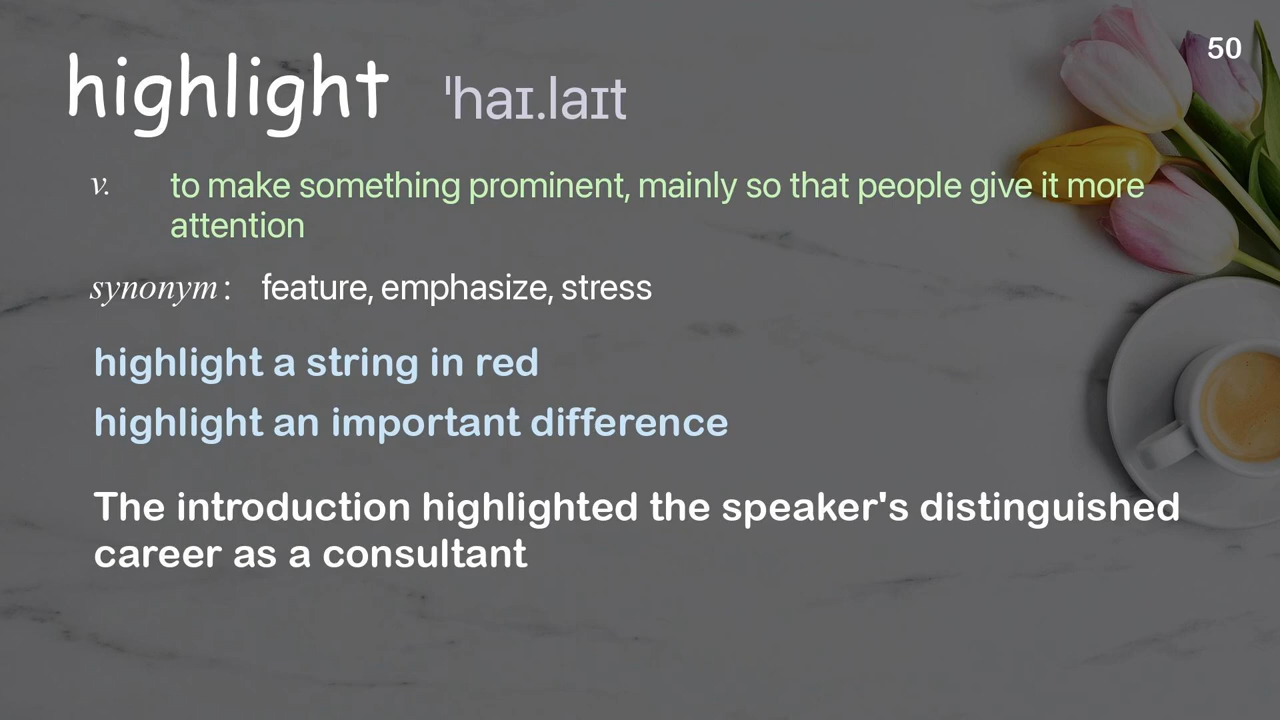 50
highlight ˈhaɪ.laɪt
v. to make something prominent, mainly so that people give it more
attention
synonym : feature, emphasize, stress
highlight a string in red
highlight an important difference
The introduction highlighted the speaker's distinguished
career as a consultant